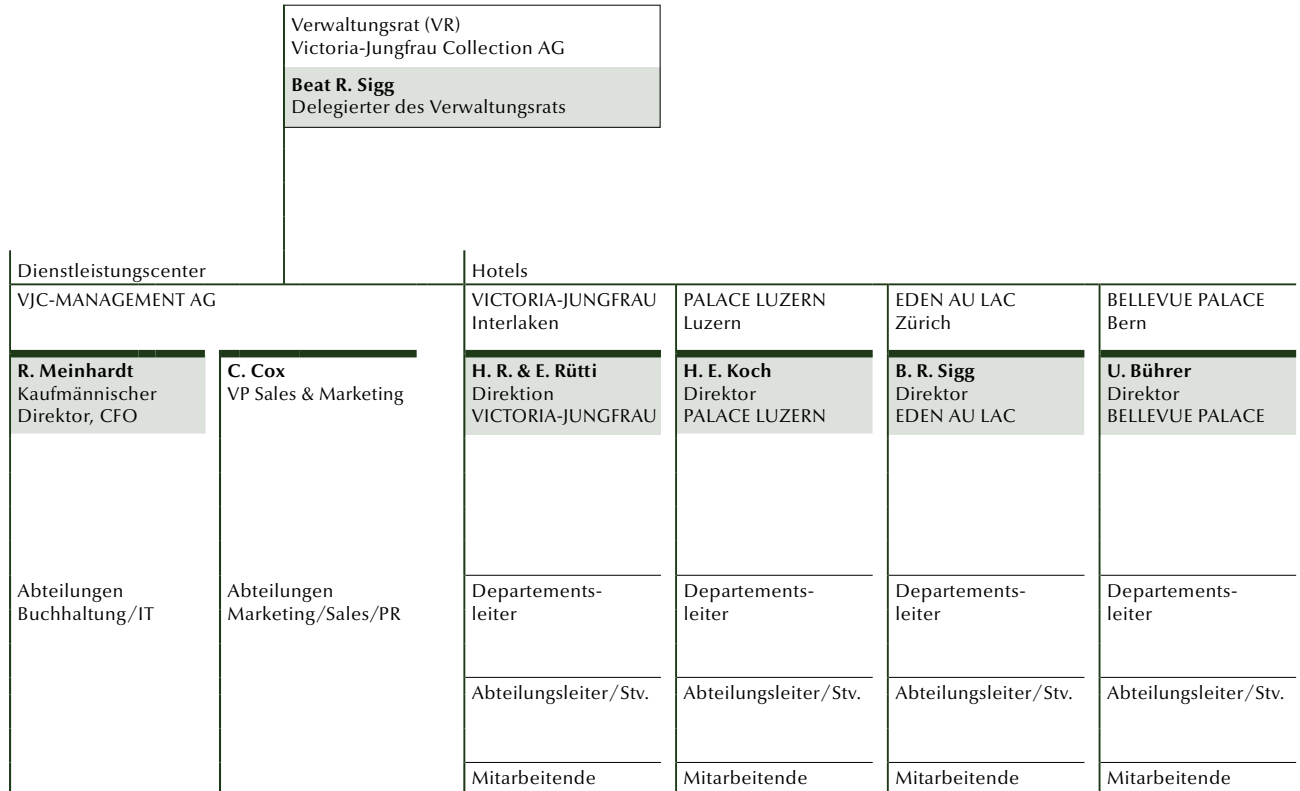 Verwaltungsrat (VR)
Victoria-Jungfrau Collection AG
Beat R. Sigg
Delegierter des Verwaltungsrats
Dienstleistungscenter
Hotels
VJC-MANAGEMENT AG
VICTORIA-JUNGFRAU
Interlaken
PALACE LUZERN
Luzern
EDEN AU LAC
Zürich
BELLEVUE PALACE
Bern
R. Meinhardt
Kaufmännischer
Direktor, CFO
C. Cox
VP Sales & Marketing
H. R. & E. Rütti
Direktion
VICTORIA-JUNGFRAU
H. E. Koch
Direktor
PALACE LUZERN
B. R. Sigg
Direktor
EDEN AU LAC
U. Bührer
Direktor
BELLEVUE PALACE
Abteilungen
Buchhaltung/IT
Abteilungen
Marketing/Sales/PR
Departements-
leiter
Departements-
leiter
Departements-
leiter
Departements-
leiter
Abteilungsleiter/Stv.
Abteilungsleiter/Stv.
Abteilungsleiter/Stv.
Abteilungsleiter/Stv.
Mitarbeitende
Mitarbeitende
Mitarbeitende
Mitarbeitende